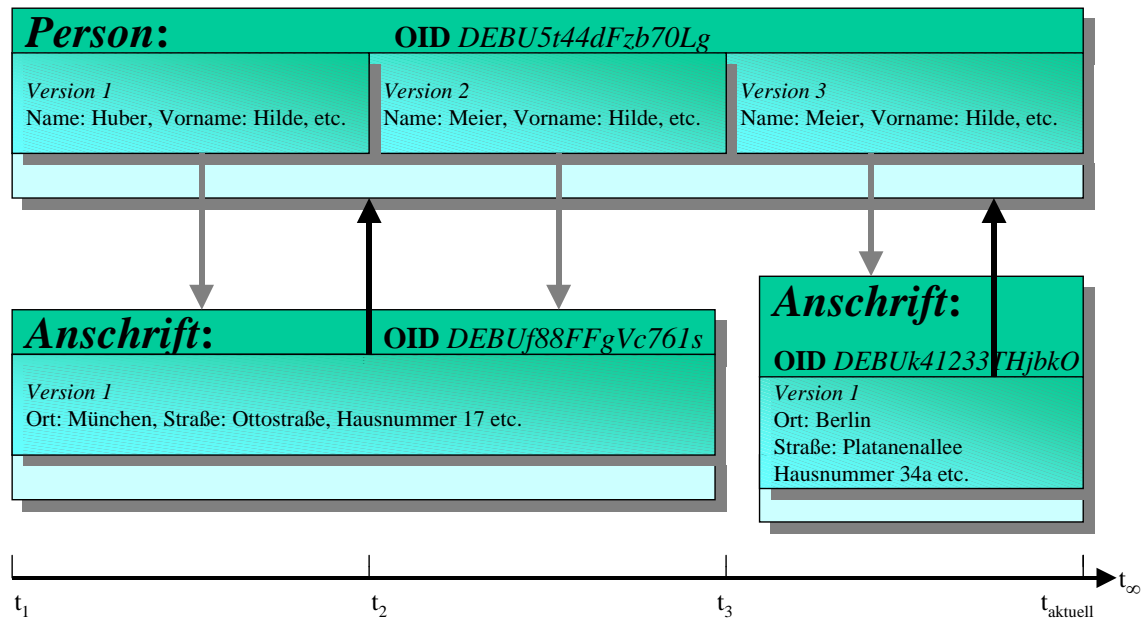 Person: OID DEBU5t44dFzb70Lg
Version 1
Name: Huber, Vorname: Hilde, etc.
Version 2
Name: Meier, Vorname: Hilde, etc.
Version 3
Name: Meier, Vorname: Hilde, etc.
Anschrift: OID DEBUf88FFgVc761s
Version 1
Ort: München, Straße: Ottostraße, Hausnummer 17 etc.
Anschrift:
OID DEBUk41233THjbkO
Version 1
Ort: Berlin
Straße: Platanenallee
Hausnummer 34a etc.
t1 t2 t3 taktuell t∞